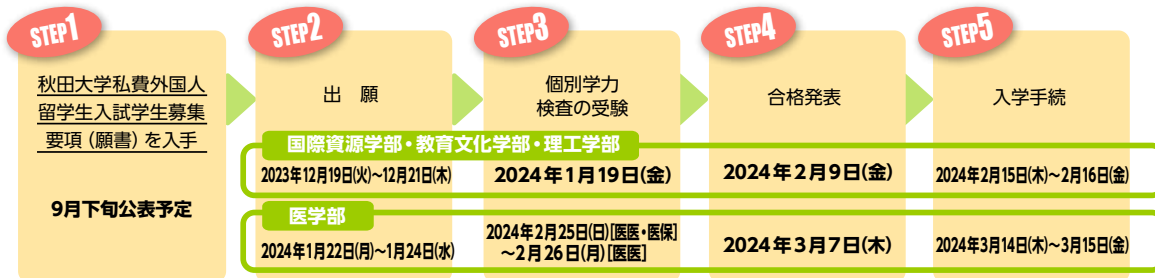 STEP1
秋田大学私費外国人
留学生入試学生募集
要項（願書）を入手
9月下旬公表予定
STEP2
出　願
STEP3
個別学力
検査の受験
STEP4
合格発表
STEP5
入学手続
国際資源学部・教育文化学部・理工学部
2023年12月19日(火)～12月21日(木)
2024年1月19日(金)
2024年2月9日(金)
2024年2月15日(木)～2月16日(金)
医学部
2024年1月22日(月)～1月24日(水)
2024年2月25日(日)[医医・医保]
～2月26日(月)[医医]
2024年3月7日(木)
2024年3月14日(木)～3月15日(金)